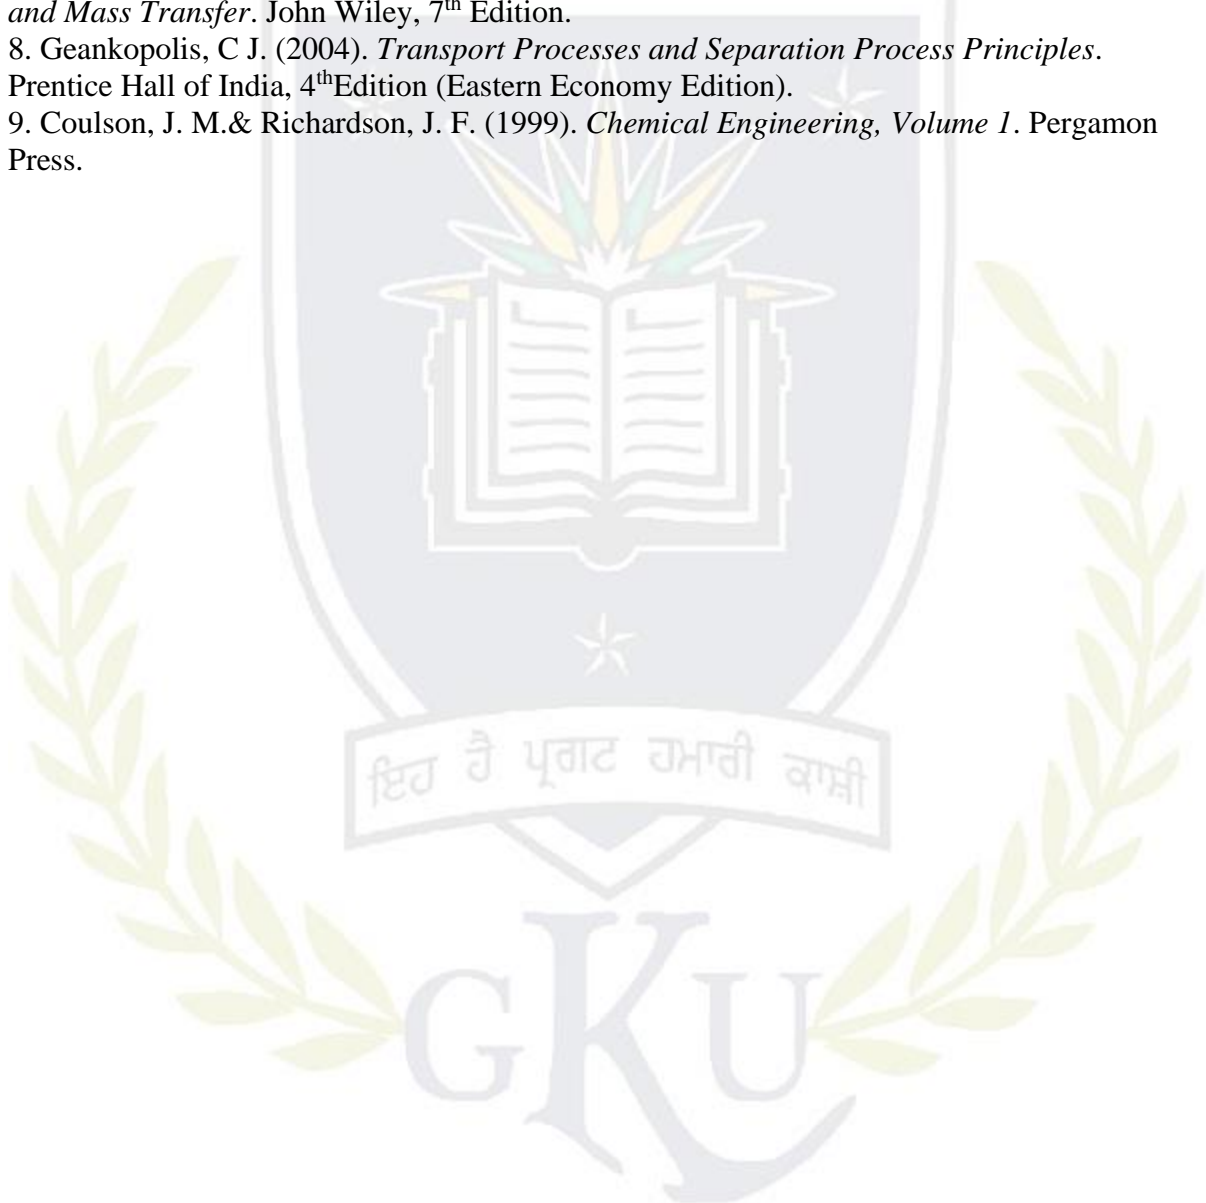 and Mass Transfer. John Wiley, 7th Edition.
8. Geankopolis, C J. (2004). Transport Processes and Separation Process Principles.
Prentice Hall of India, 4thEdition (Eastern Economy Edition).
9. Coulson, J. M.& Richardson, J. F. (1999). Chemical Engineering, Volume 1. Pergamon
Press.
ਇਹ ਹੈ ਪ੍ਰਗਟ ਹਮਾਰੀ ਕਾਸ਼ੀ
GKU